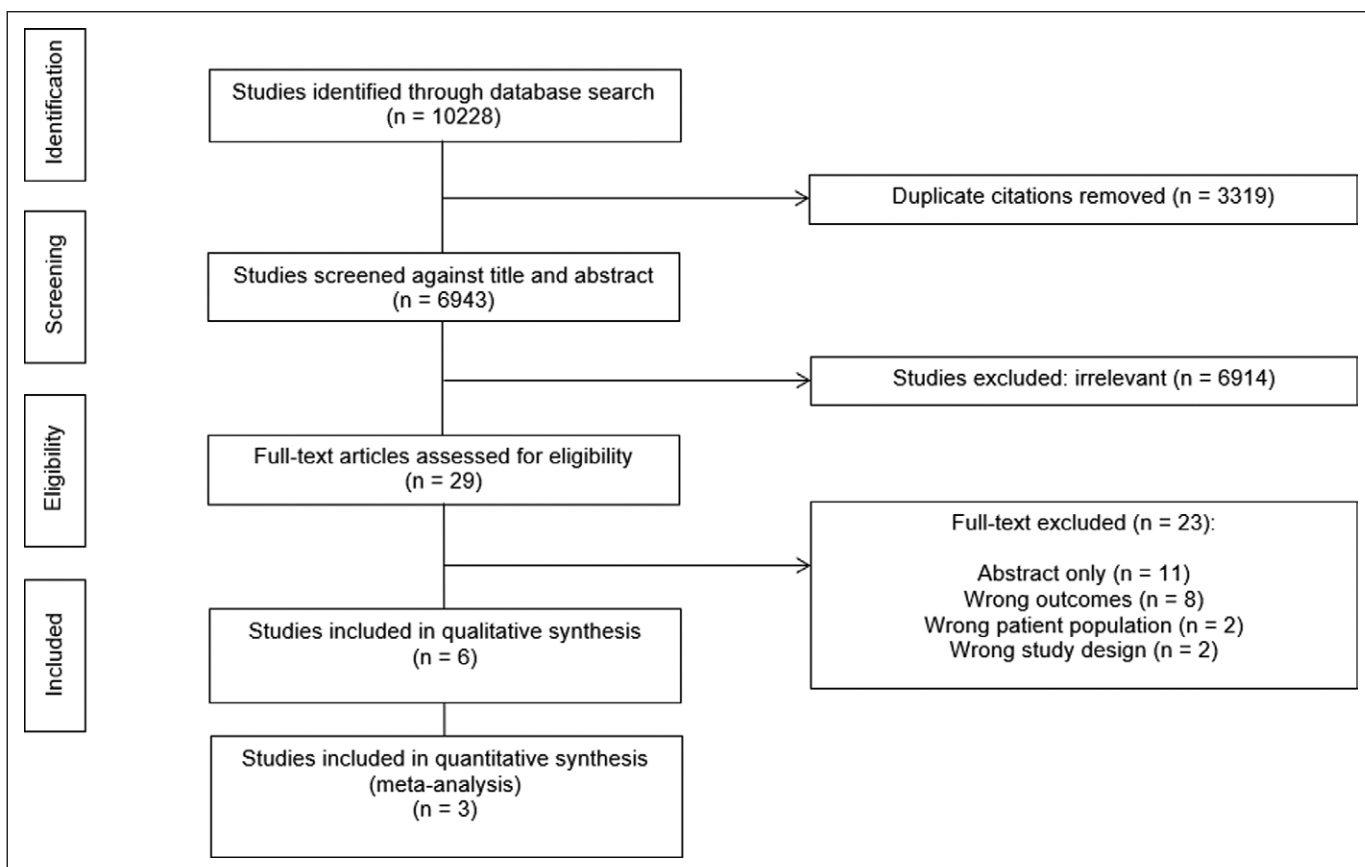 Identification
Studies identified through database search
(n = 10228)
Duplicate citations removed (n = 3319)
Screening
Studies screened against title and abstract
(n = 6943)
Studies excluded: irrelevant (n = 6914)
Eligibility
Full-text articles assessed for eligibility
(n = 29)
Full-text excluded (n = 23):
Abstract only (n = 11)
Wrong outcomes (n = 8)
Wrong patient population (n = 2)
Wrong study design (n = 2)
Included
Studies included in qualitative synthesis
(n = 6)
Studies included in quantitative synthesis
(meta-analysis)
(n = 3)